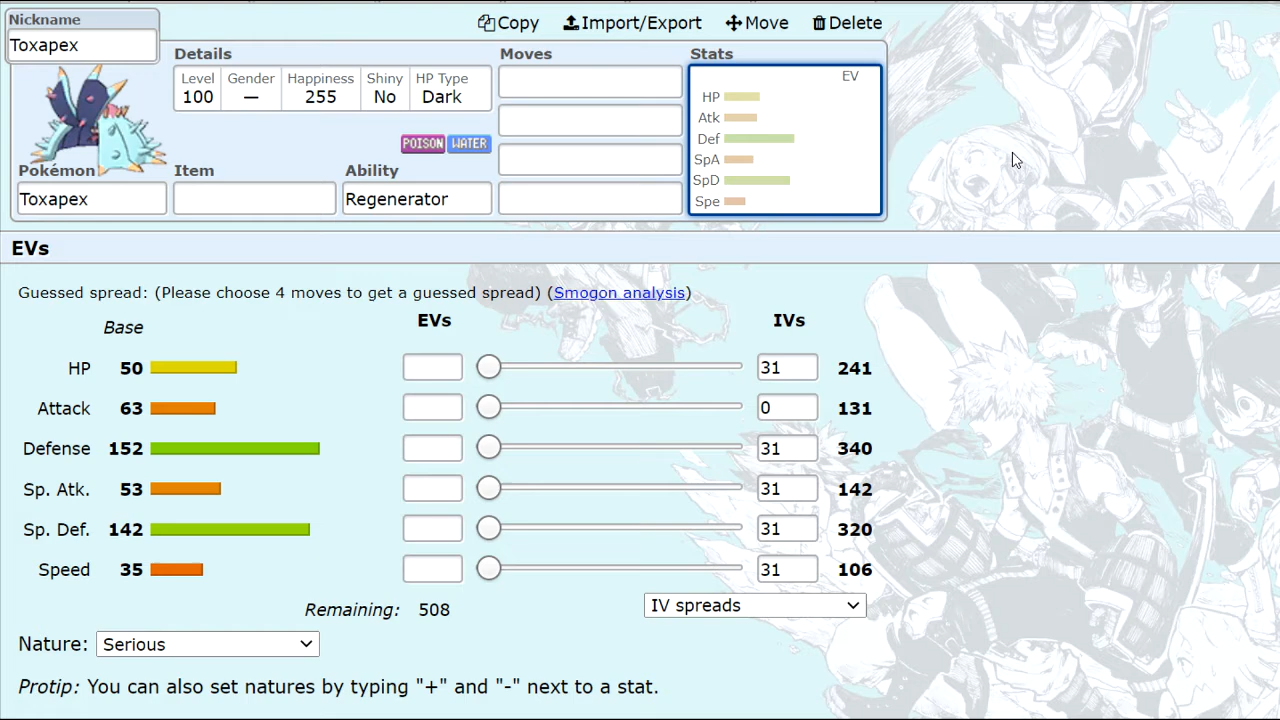 Nickname
Toxapex
Copy Import/Export Move Delete
Details
Level Gender Happiness Shiny HP Type
100 — 255 No Dark
POISON WATER
Pokémon Item Ability
Toxapex Regenerator
Moves
Stats
EV
HP
Atk
Def
SpA
SpD
Spe
EVs
Guessed spread: (Please choose 4 moves to get a guessed spread) (Smogon analysis)
Base EVs IVs
HP 50 31 241
Attack 63 0 131
Defense 152 31 340
Sp. Atk. 53 31 142
Sp. Def. 142 31 320
Speed 35 31 106
Remaining: 508 IV spreads
Nature: Serious
Protip: You can also set natures by typing "+" and "-" next to a stat.